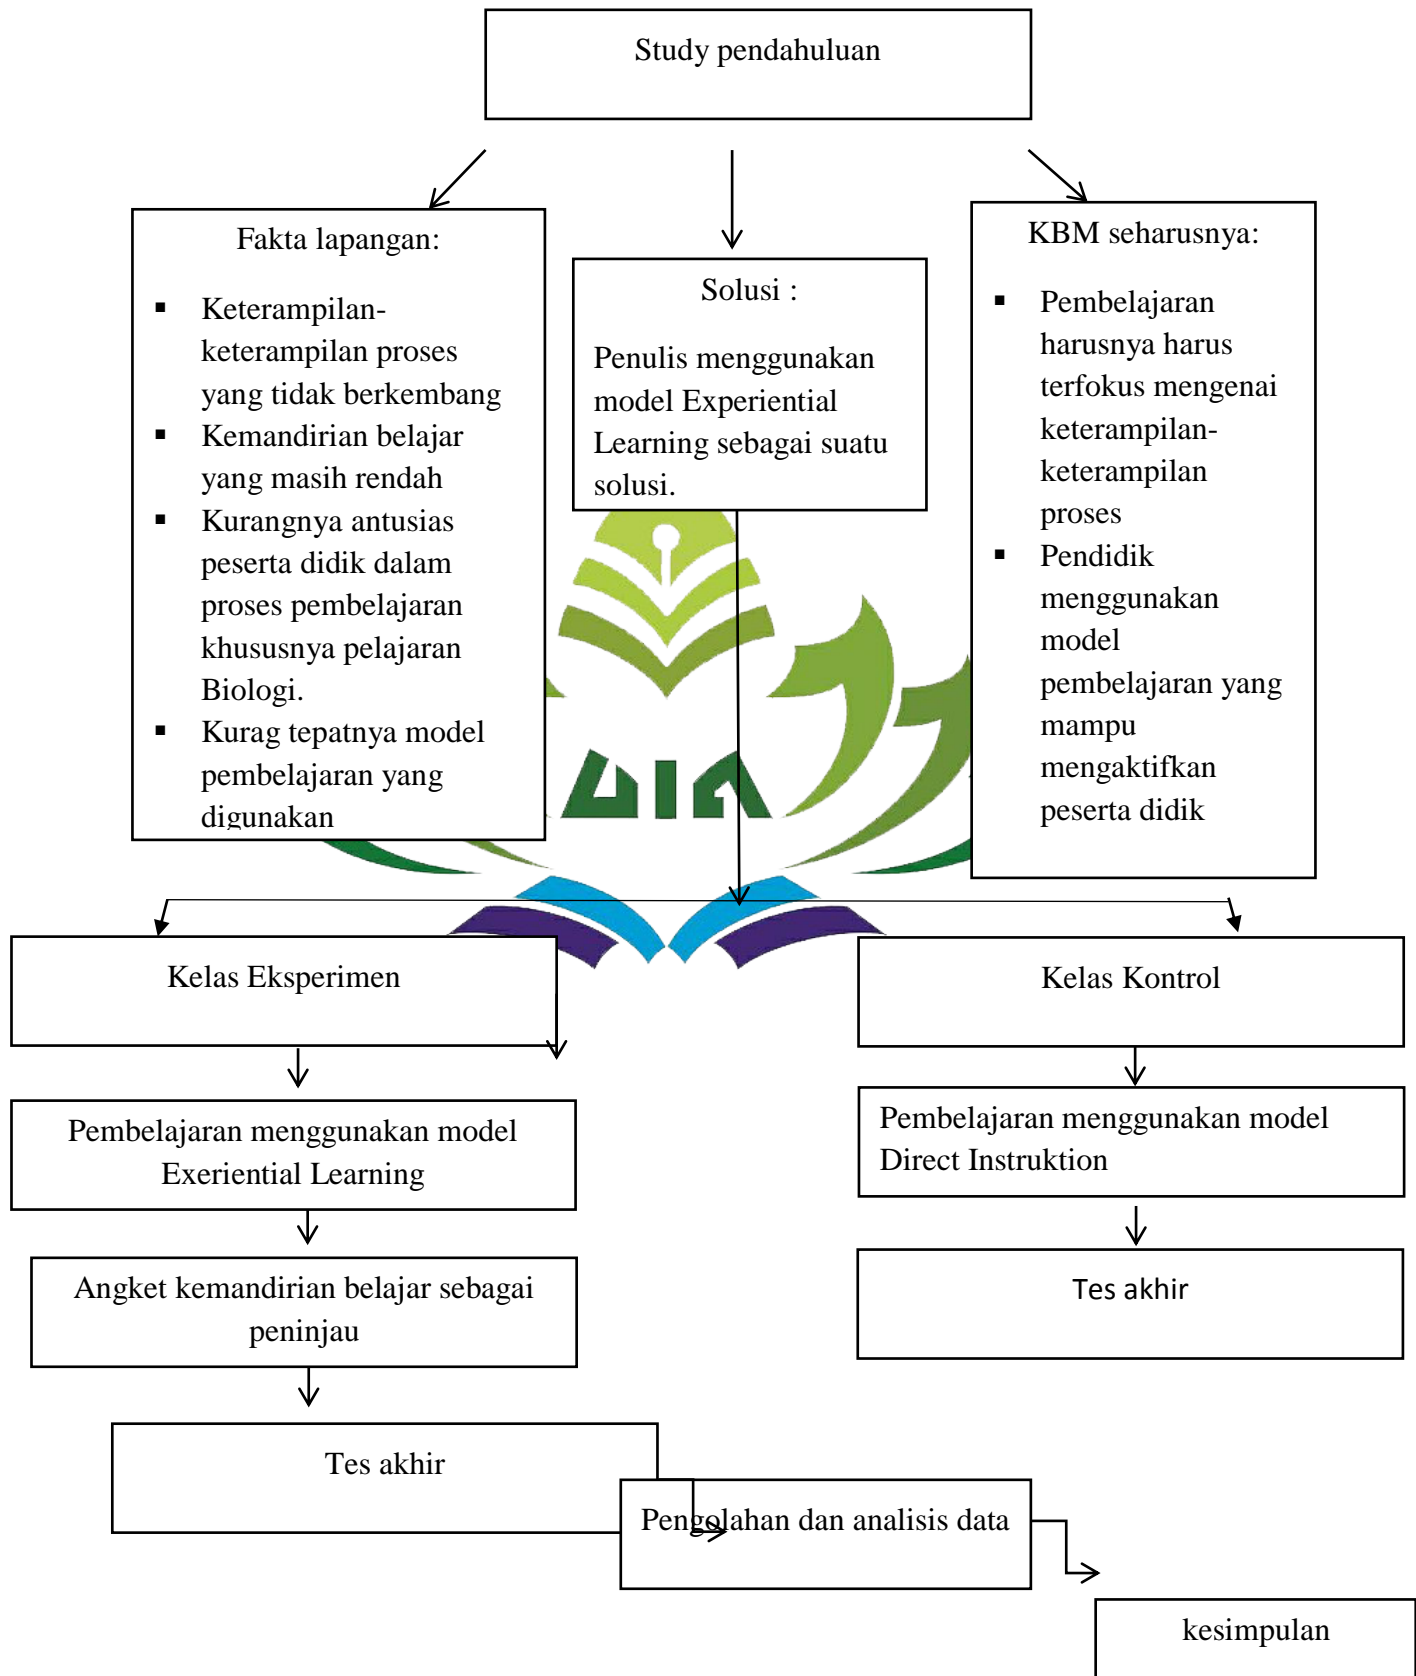 Study pendahuluan
Fakta lapangan:
▪ Keterampilan-
keterampilan proses
yang tidak berkembang
▪ Kemandirian belajar
yang masih rendah
▪ Kurangnya antusias
peserta didik dalam
proses pembelajaran
khususnya pelajaran
Biologi.
▪ Kurag tepatnya model
pembelajaran yang
digunakan
Solusi :
Penulis menggunakan
model Experiential
Learning sebagai suatu
solusi.
KBM seharusnya:
▪ Pembelajaran
harusnya harus
terfokus mengenai
keterampilan-
keterampilan
proses
▪ Pendidik
menggunakan
model
pembelajaran yang
mampu
mengaktifkan
peserta didik
Kelas Eksperimen
Kelas Kontrol
Pembelajaran menggunakan model
Exeriential Learning
Pembelajaran menggunakan model
Direct Instruktion
Angket kemandirian belajar sebagai
peninjau
Tes akhir
Tes akhir
Pengolahan dan analisis data
kesimpulan